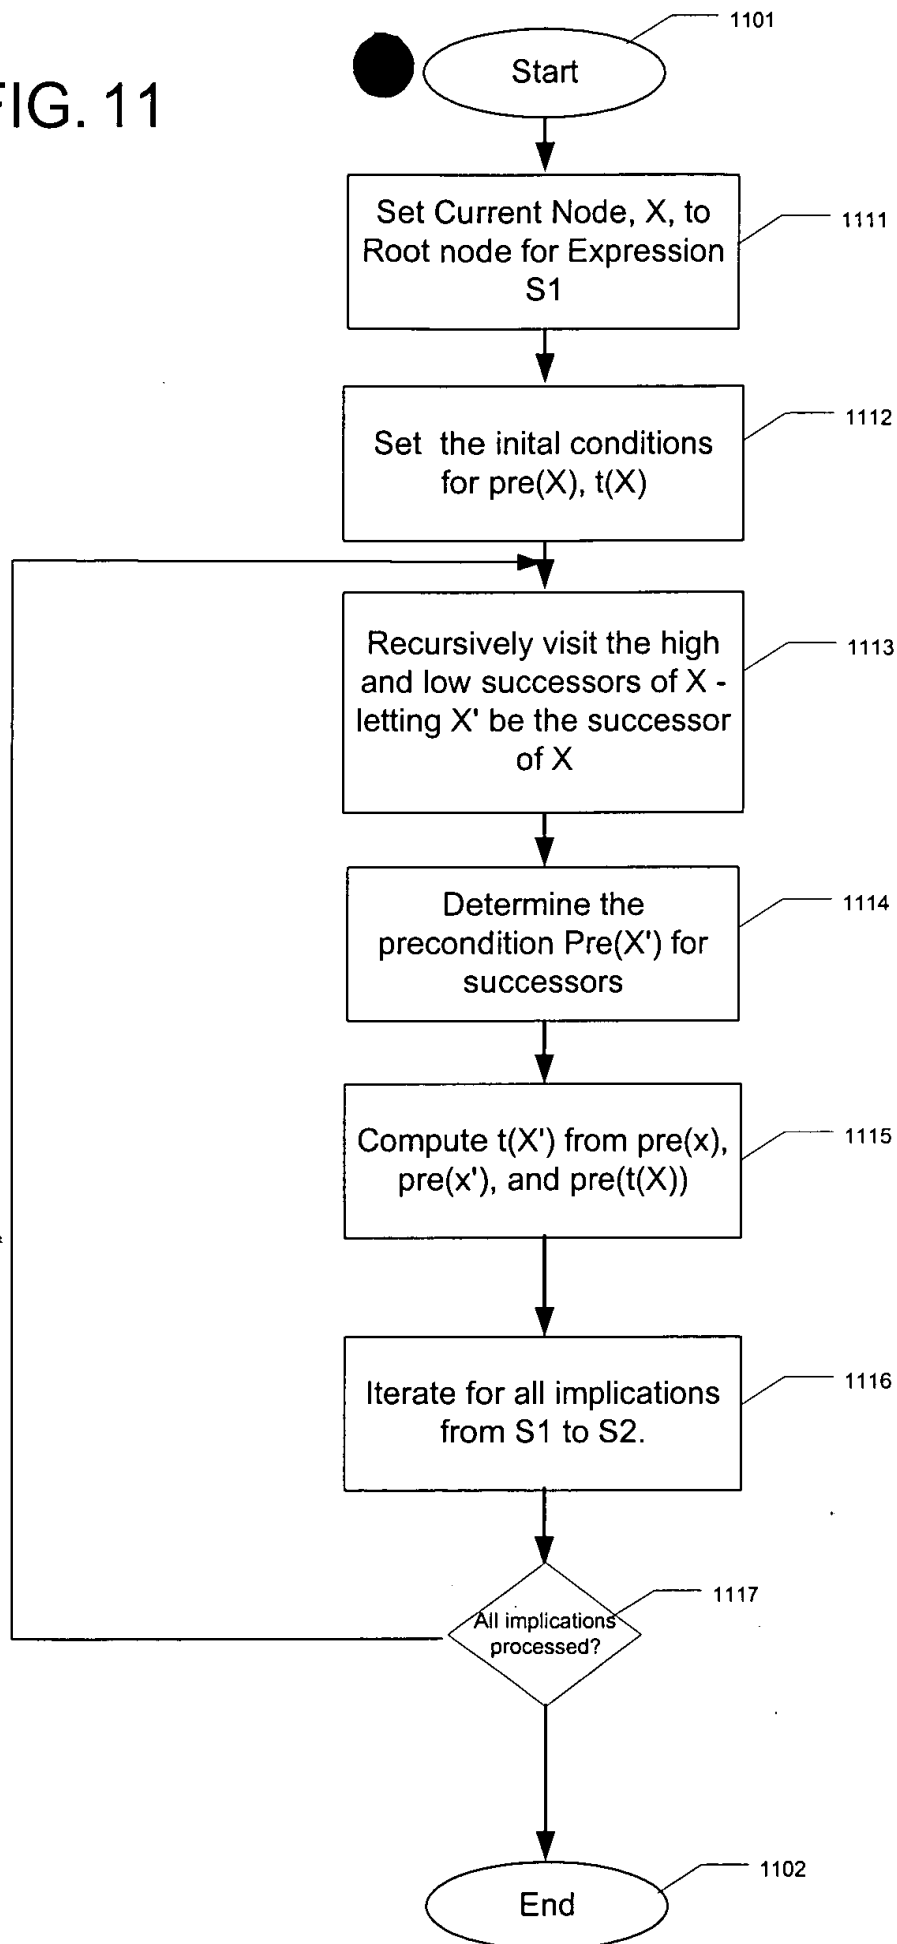 FIG. 11
1101
Start
Set Current Node, X, to
Root node for Expression
S1
1111
Set the inital conditions
for pre(X), t(X)
1112
Recursively visit the high
and low successors of X -
letting X' be the successor
of X
1113
Determine the
precondition Pre(X') for
successors
1114
Compute t(X') from pre(x),
pre(x'), and pre(t(X))
1115
Iterate for all implications
from S1 to S2.
1116
All implications
processed?
1117
End
1102